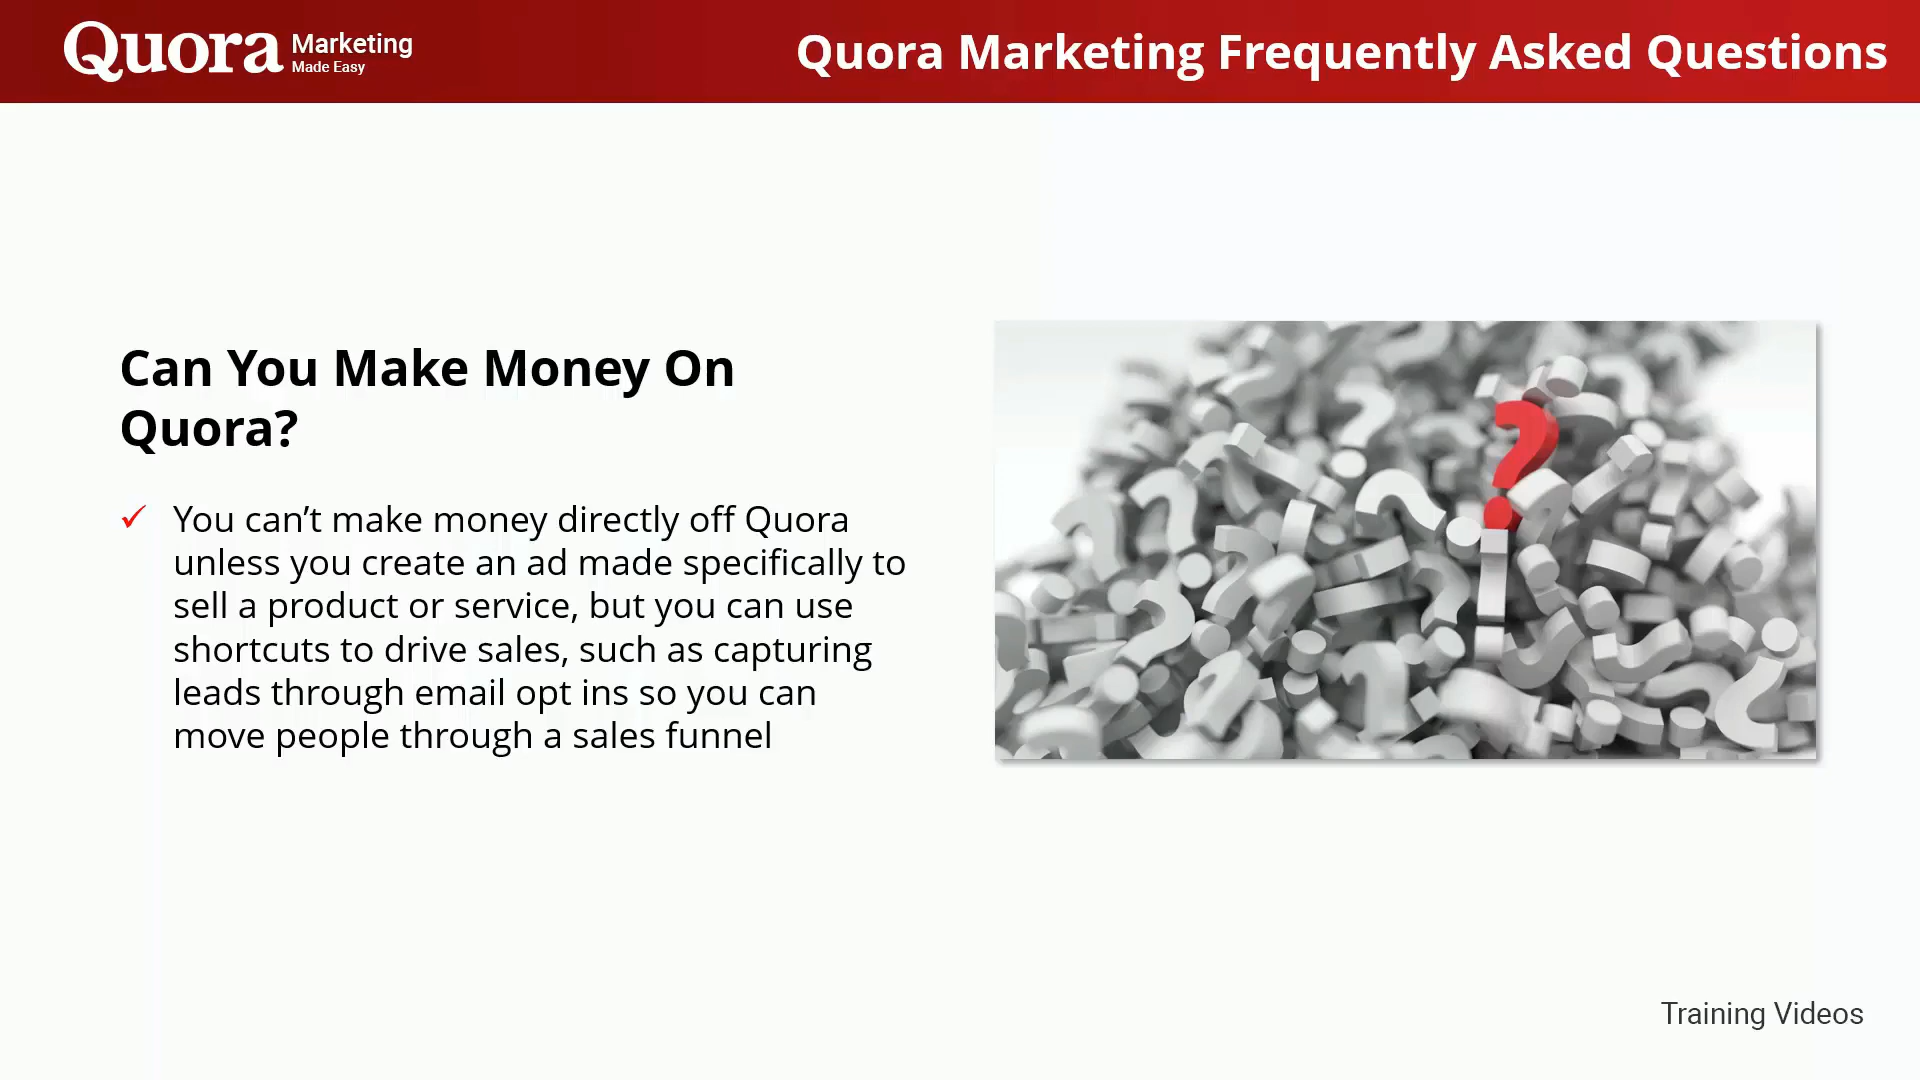 Quora Marketing
Made Easy
Quora Marketing Frequently Asked Questions
Can You Make Money On
Quora?
You can’t make money directly off Quora
unless you create an ad made specifically to
sell a product or service, but you can use
shortcuts to drive sales, such as capturing
leads through email opt ins so you can
move people through a sales funnel
Training Videos